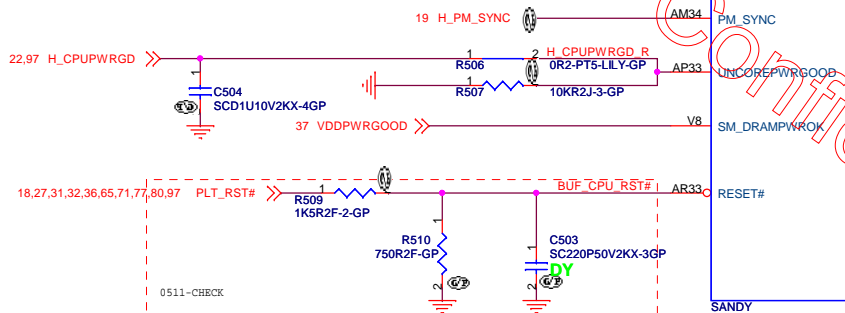 19 H_PM_SYNC
AM34
PM_SYNC
22,97 H_CPUPWRGD
1
R506
2
H_CPUPWRGD_R
0R2-PT5-LILY-GP
AP33
UNCOREPWRGOOD
1
C504
SCD1U10V2KX-4GP
1
R507
10KR2J-3-GP
37 VDDPWRGOOD
V8
SM_DRAMPWROK
18,27,31,32,36,65,71,77,80,97 PLT_RST#
1
R509
1K5R2F-2-GP
BUF_CPU_RST#
AR33
RESET#
1
R510
750R2F-GP
2
1
C503
SC220P50V2KX-3GP
DY
2
0511-CHECK
SANDY